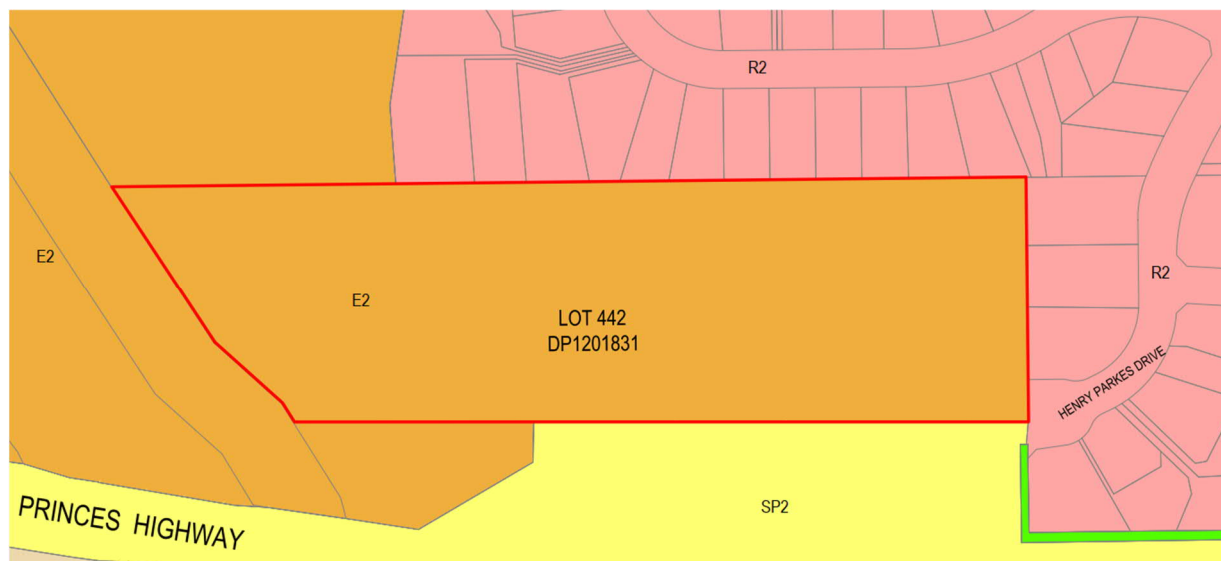 R2
E2
E2
R2
LOT 442
DP1201831
HENRY PARKES DRIVE
SP2
PRINCES HIGHWAY